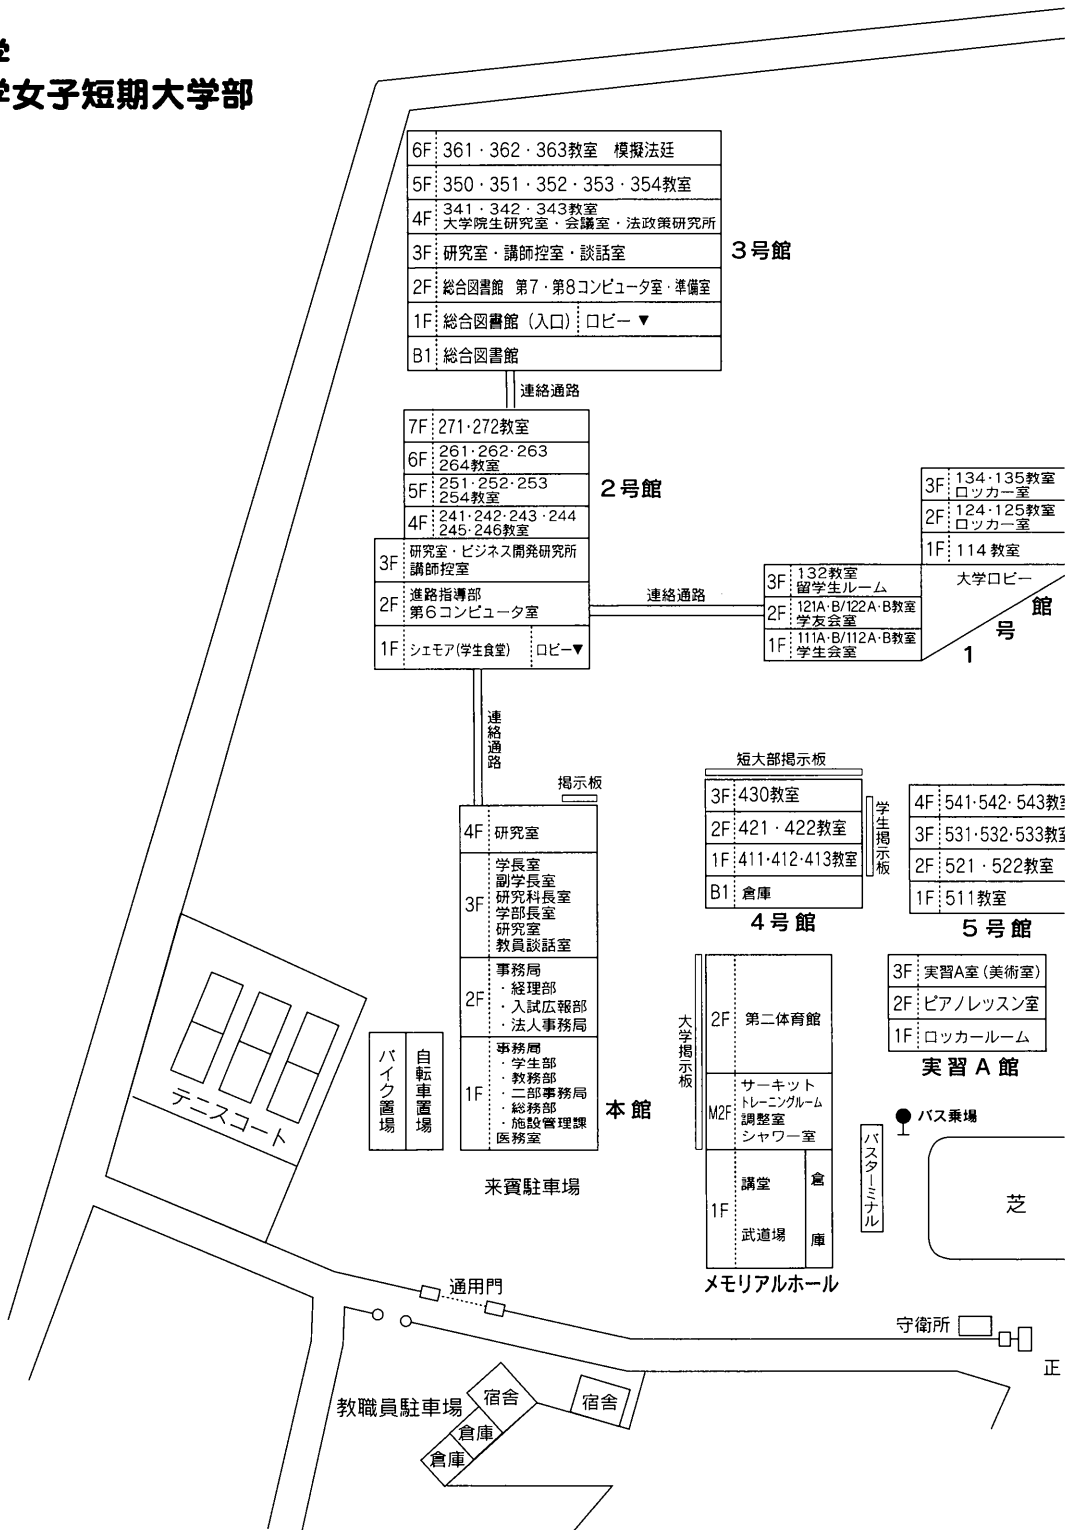 学
学女子短期大学部
6F 361・362・363教室 模擬法廷
5F 350・351・352・353・354教室
4F 341・342・343教室
大学院生研究室・会議室・法政策研究所
3F 研究室・講師控室・談話室
2F 総合図書館 第7・第8コンピュータ室・準備室
1F 総合図書館（入口） ロビー▼
B1 総合図書館
3号館
連絡通路
7F 271・272教室
6F 261・262・263
264教室
5F 251・252・253
254教室
4F 241・242・243・244
245・246教室
3F 研究室・ビジネス開発研究所
講師控室
2F 進路指導部
第6コンピュータ室
1F シェモア(学生食堂) ロビー▼
2号館
連絡通路
3F 134・135教室
ロッカー室
2F 124・125教室
ロッカー室
1F 114教室
大学ロビー
3F 132教室
留学生ルーム
2F 121A・B/122A・B教室
学友会室
1F 111A・B/112A・B教室
学生会室
1号館
連絡通路
掲示板
4F 研究室
3F 学長室
副学長室
研究科長室
学部長室
研究室
教員談話室
2F 事務局
・経理部
・入試広報部
・法人事務局
1F 事務局
・学生部
・教務部
・二部事務局
・総務部
・施設管理課
医務室
本館
来賓駐車場
短大部掲示板
3F 430教室
2F 421・422教室
1F 411・412・413教室
B1 倉庫
4号館
学生掲示板
4F 541・542・543教室
3F 531・532・533教室
2F 521・522教室
1F 511教室
5号館
大学掲示板
2F 第二体育館
M2F サーキット
トレーニングルーム
調整室
シャワー室
1F 講堂
武道場
倉庫
メモリアルホール
3F 実習A室(美術室)
2F ピアノレッスン室
1F ロッカールーム
実習A館
バス乗場
バスターミナル
芝
テニスコート
バイク置場
自転車置場
通用門
守衛所
正
教職員駐車場
宿舎
宿舎
倉庫
倉庫